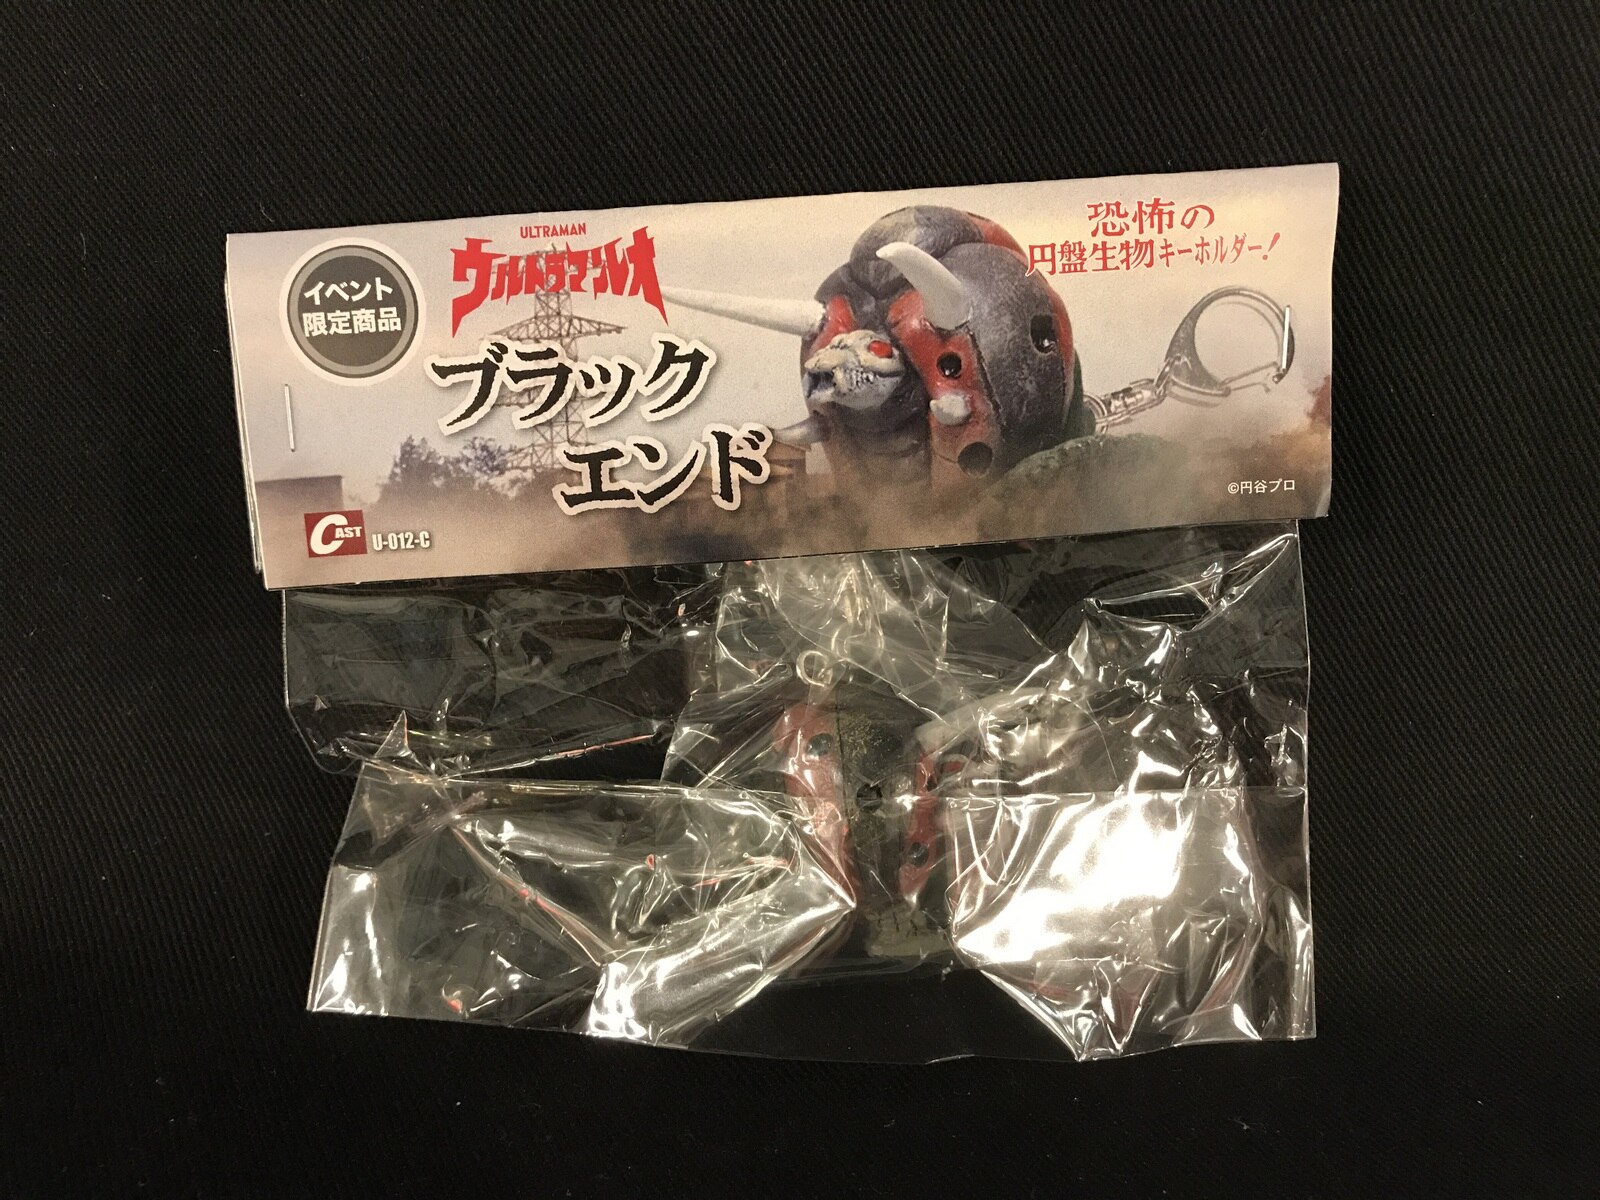 イベント
限定商品
ULTRAMAN
ウルトラマンレオ
ブラック
エンド
恐怖の
円盤生物キーホルダー!
©円谷プロ
CAST
U-012-C